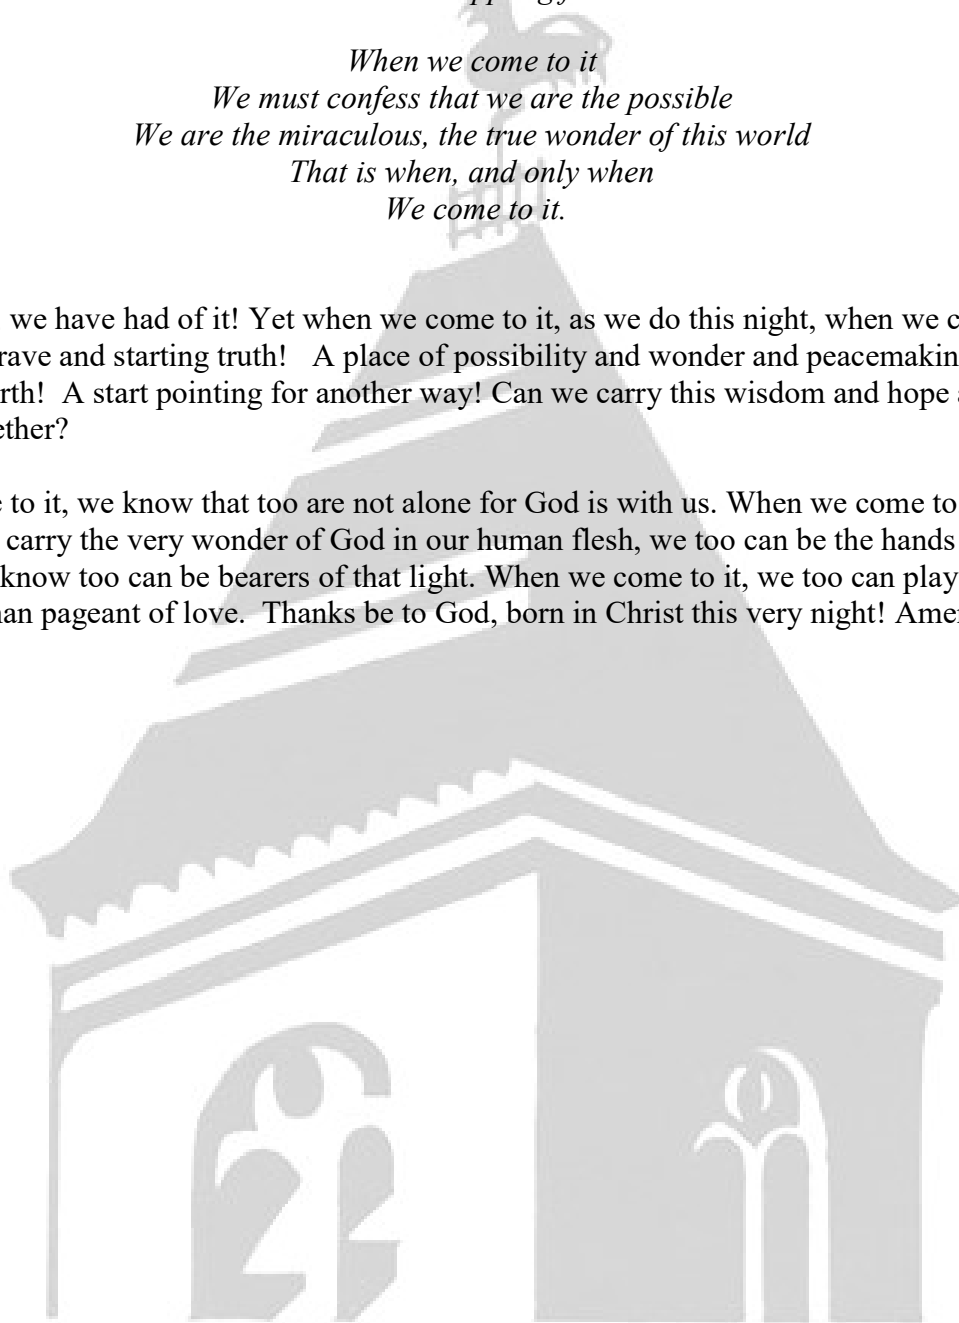 When we come to it
We must confess that we are the possible
We are the miraculous, the true wonder of this world
That is when, and only when
We come to it.
we have had of it! Yet when we come to it, as we do this night, when we c
rave and starting truth! A place of possibility and wonder and peacemakin
rth! A start pointing for another way! Can we carry this wisdom and hope
ether?
e to it, we know that too are not alone for God is with us. When we come to
carry the very wonder of God in our human flesh, we too can be the hands
know too can be bearers of that light. When we come to it, we too can play
an pageant of love. Thanks be to God, born in Christ this very night! Amen